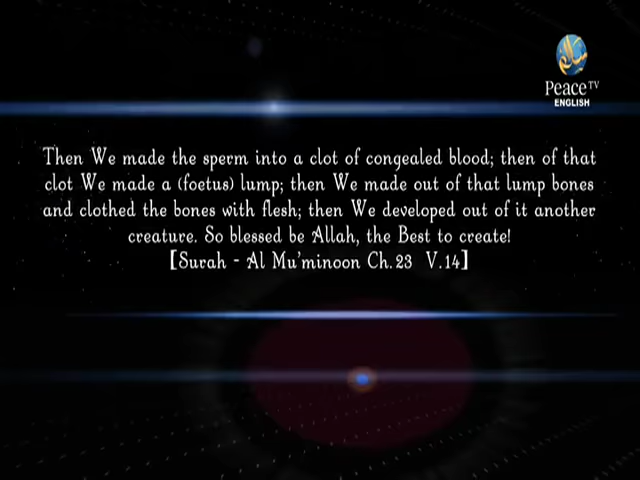 Peace TV
ENGLISH
Then We made the sperm into a clot of congealed blood; then of that
clot We made a (foetus) lump; then We made out of that lump bones
and clothed the bones with flesh; then We developed out of it another
creature. So blessed be Allah, the Best to create!
[Surah - Al Mu'minoon Ch.23 V.14]